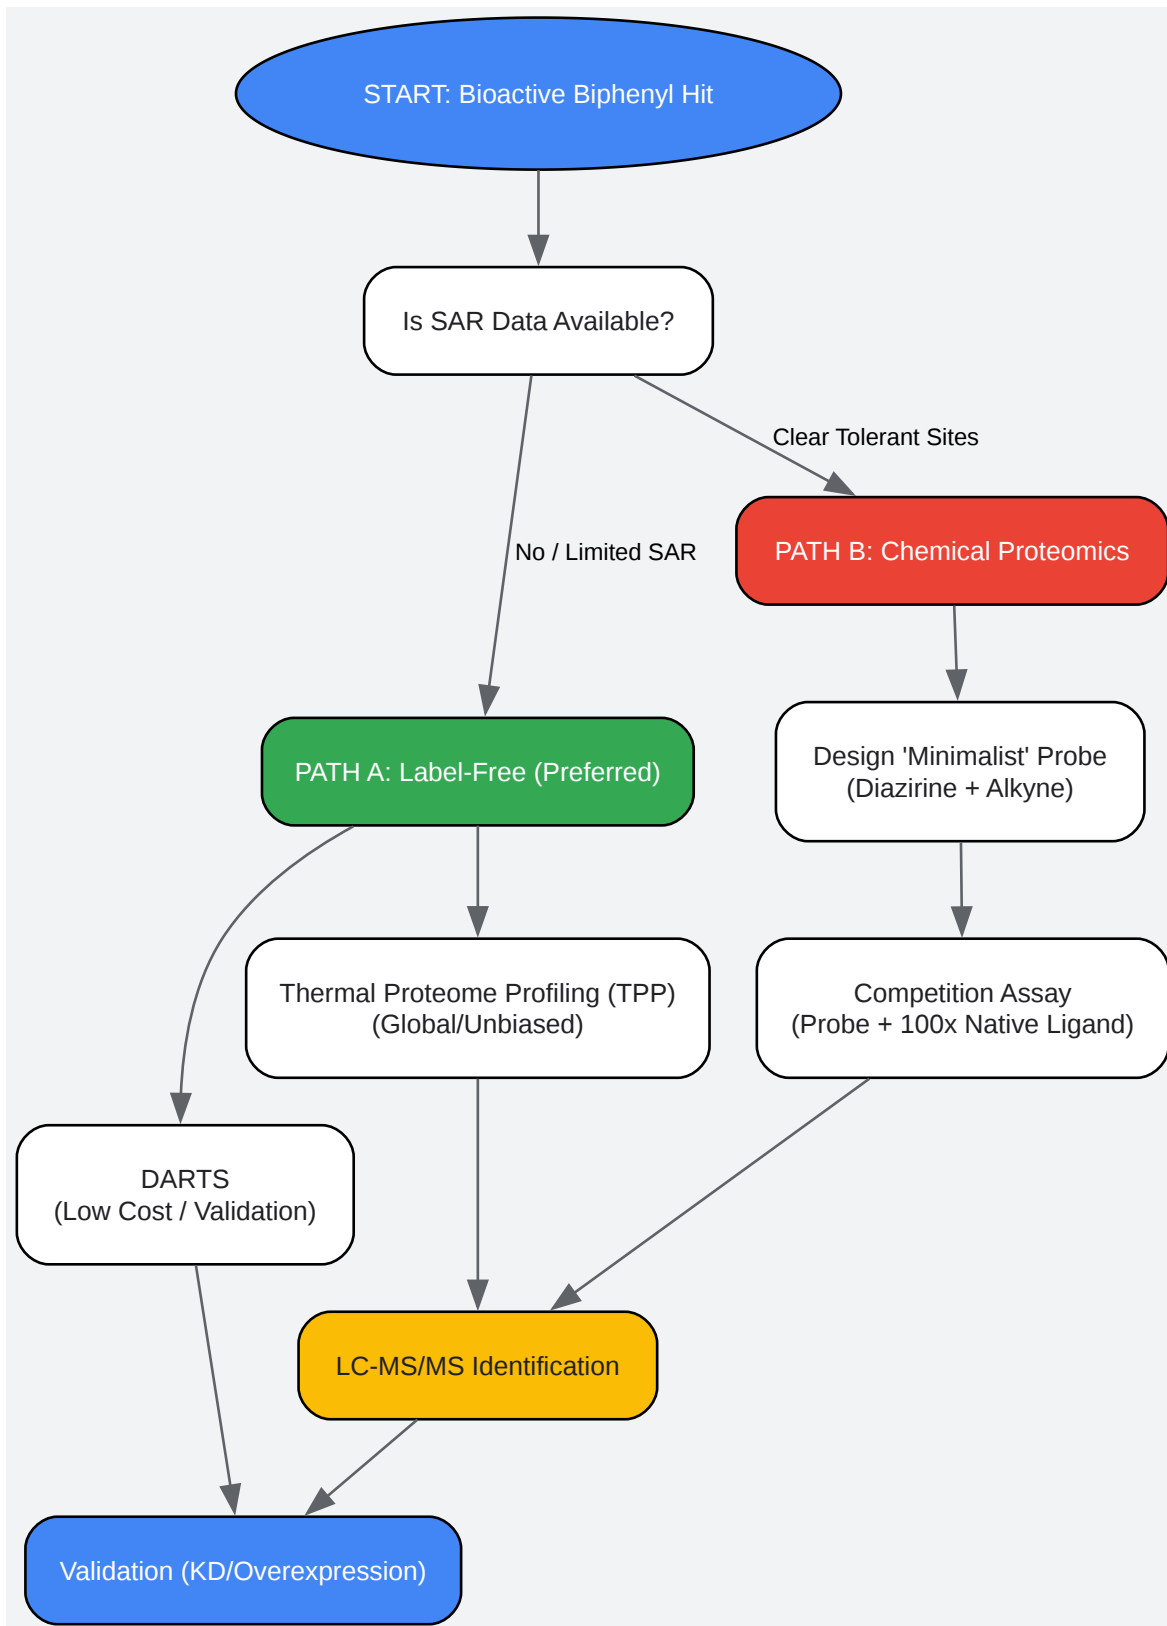 START: Bioactive Biphenyl Hit
Is SAR Data Available?
Clear Tolerant Sites
No / Limited SAR
PATH B: Chemical Proteomics
Design 'Minimalist' Probe
(Diazirine + Alkyne)
PATH A: Label-Free (Preferred)
Thermal Proteome Profiling (TPP)
(Global/Unbiased)
Competition Assay
(Probe + 100x Native Ligand)
DARTS
(Low Cost / Validation)
LC-MS/MS Identification
Validation (KD/Overexpression)